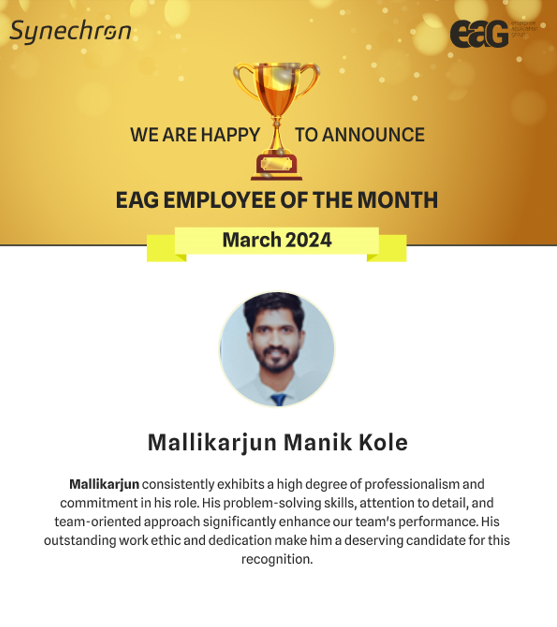 Synechron
eaG
WE ARE HAPPY TO ANNOUNCE
EAG EMPLOYEE OF THE MONTH
March 2024
Mallikarjun Manik Kole
Mallikarjun consistently exhibits a high degree of professionalism and
commitment in his role. His problem-solving skills, attention to detail, and
team-oriented approach significantly enhance our team's performance. His
outstanding work ethic and dedication make him a deserving candidate for this
recognition.